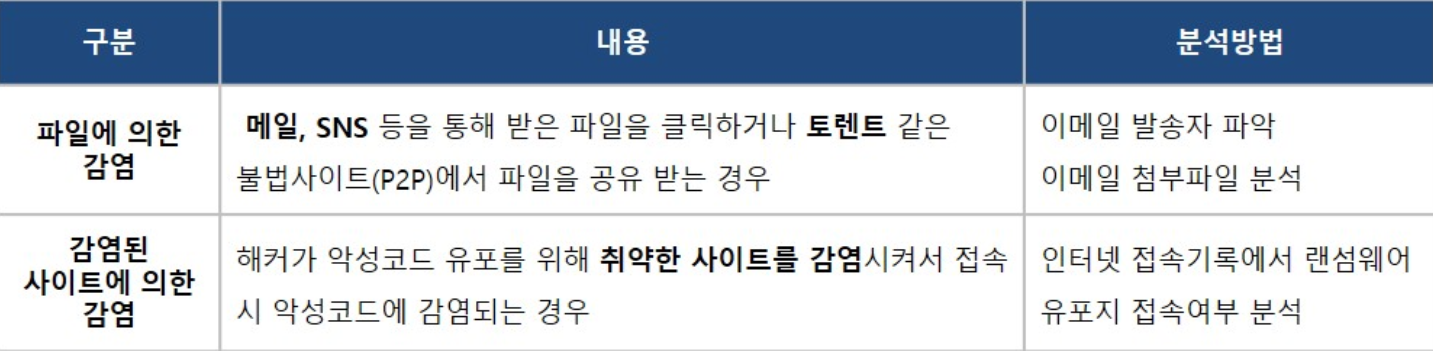 구분
내용
분석방법
파일에 의한
감염
메일, SNS 등을 통해 받은 파일을 클릭하거나 토렌트 같은
불법사이트(P2P)에서 파일을 공유 받는 경우
이메일 발송자 파악
이메일 첨부파일 분석
감염된
사이트에 의한
감염
해커가 악성코드 유포를 위해 취약한 사이트를 감염시켜서 접속
시 악성코드에 감염되는 경우
인터넷 접속기록에서 랜섬웨어
유포지 접속여부 분석